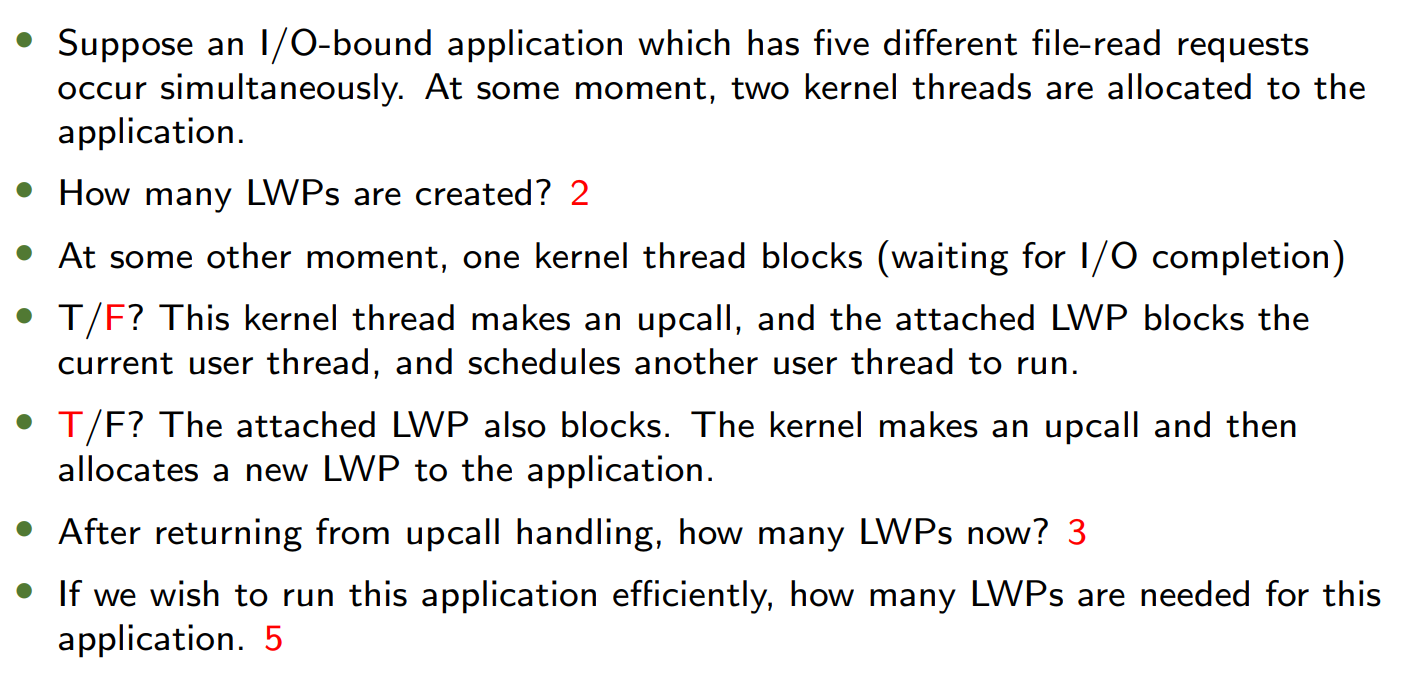 • Suppose an I/O-bound application which has five different file-read requests
occur simultaneously. At some moment, two kernel threads are allocated to the
application.
• How many LWPs are created? 2
• At some other moment, one kernel thread blocks (waiting for I/O completion)
• T/F? This kernel thread makes an upcall, and the attached LWP blocks the
current user thread, and schedules another user thread to run.
• T/F? The attached LWP also blocks. The kernel makes an upcall and then
allocates a new LWP to the application.
• After returning from upcall handling, how many LWPs now? 3
• If we wish to run this application efficiently, how many LWPs are needed for this
application. 5